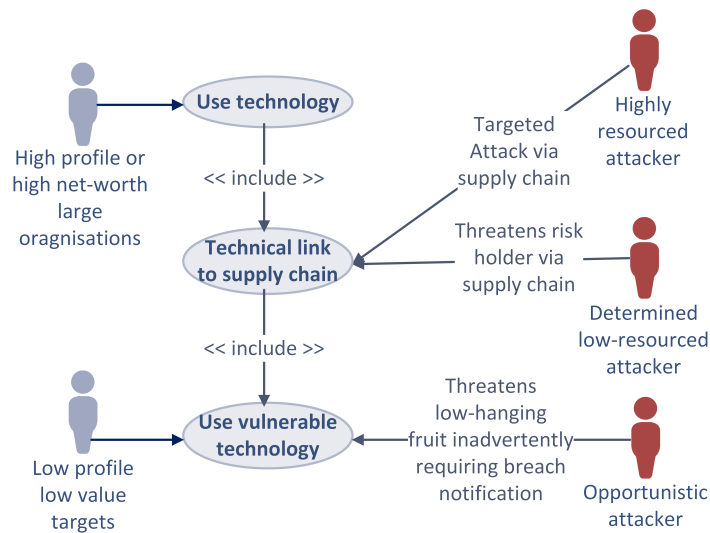 High profile or
high net-worth
large
oragnisations
Use technology
<< include >>
Technical link
to supply chain
<< include >>
Use vulnerable
technology
Low profile
low value
targets
Targeted
Attack via
supply chain
Highly
resourced
attacker
Threatens risk
holder via
supply chain
Determined
low-resourced
attacker
Threatens
low-hanging
fruit inadvertently
requiring breach
notification
Opportunistic
attacker